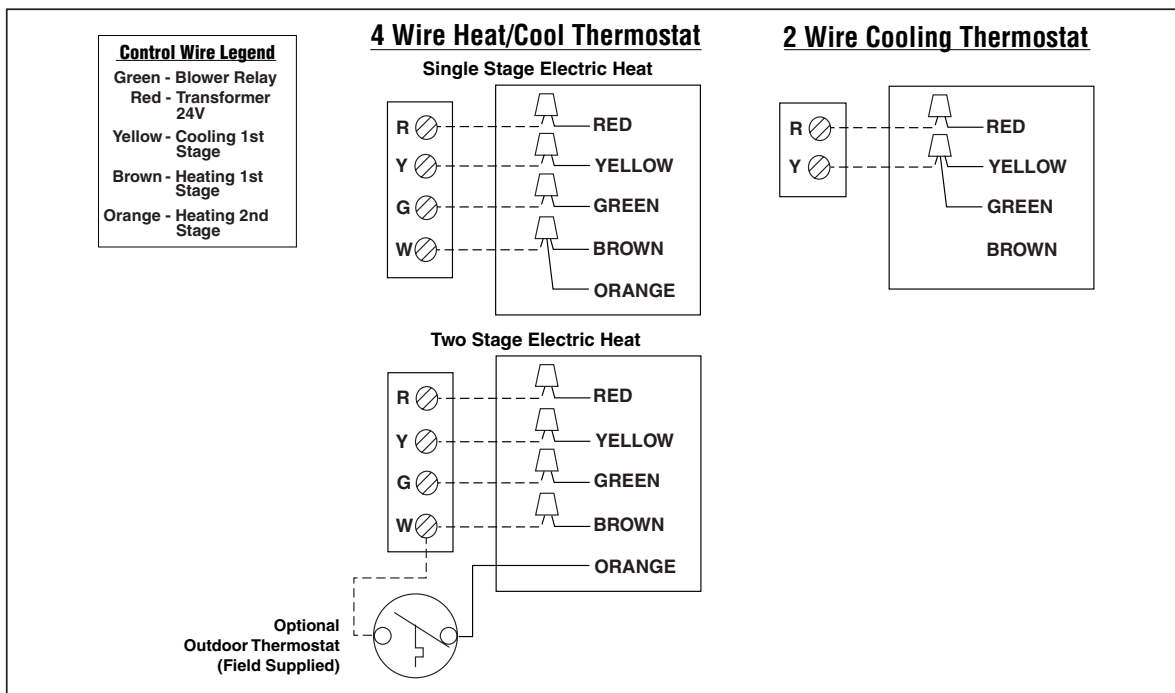 Control Wire Legend
Green - Blower Relay
Red - Transformer
24V
Yellow - Cooling 1st
Stage
Brown - Heating 1st
Stage
Orange - Heating 2nd
Stage
4 Wire Heat/Cool Thermostat
Single Stage Electric Heat
R
RED
Y
YELLOW
G
GREEN
W
BROWN
ORANGE
Two Stage Electric Heat
R
RED
Y
YELLOW
G
GREEN
W
BROWN
ORANGE
Optional
Outdoor Thermostat
(Field Supplied)
2 Wire Cooling Thermostat
R
RED
Y
YELLOW
GREEN
BROWN